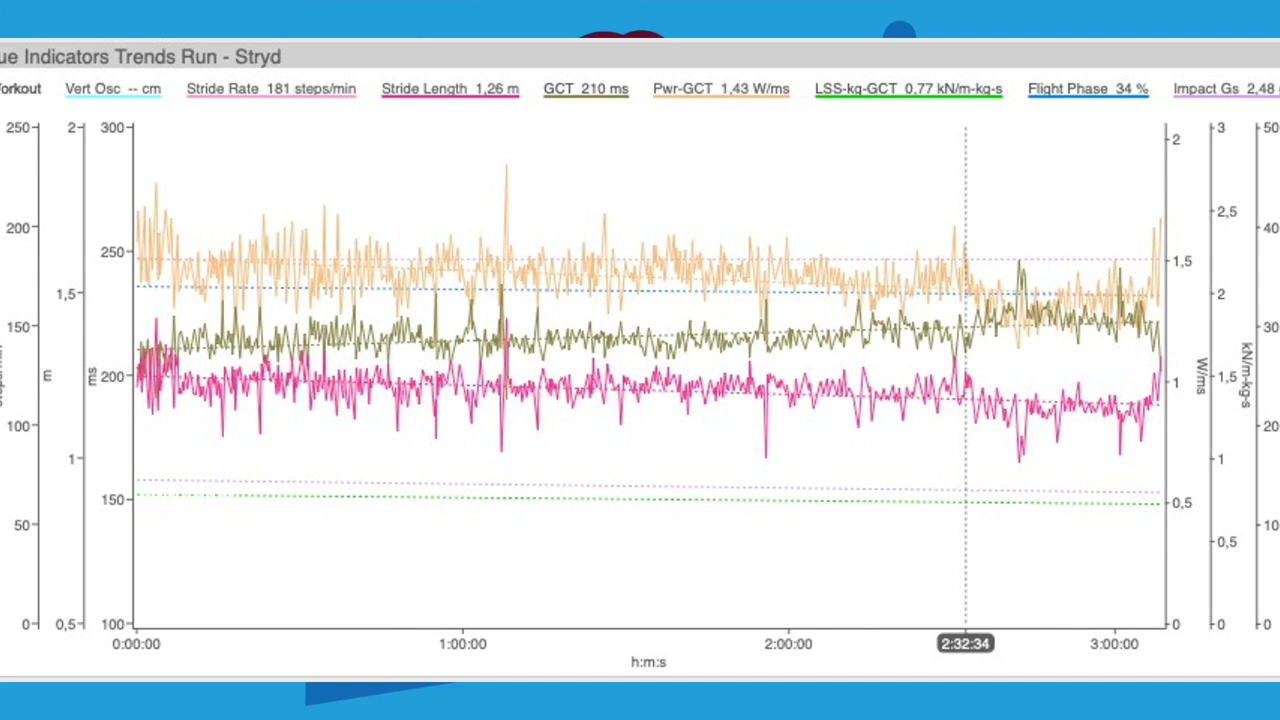 ue Indicators Trends Run - Stryd
orkout Vert Osc -- cm Stride Rate 181 steps/min Stride Length 1,26 m GCT 210 ms Pwr-GCT 1,43 W/ms LSS-kg-GCT 0,77 kN/m-kg-s Flight Phase 34 % Impact Gs 2,48
250 2 300 2 3 50
200 250 1,5 2,5 40
150 1,5 200 1 2 30
100 1 150 0,5 1,5 20
50 1 10
0,5
0 0,5 100 0 0 0
m ms W/ms kN/m-kg-s
0:00:00 1:00:00 2:00:00 2:32:34 3:00:00
h:m:s